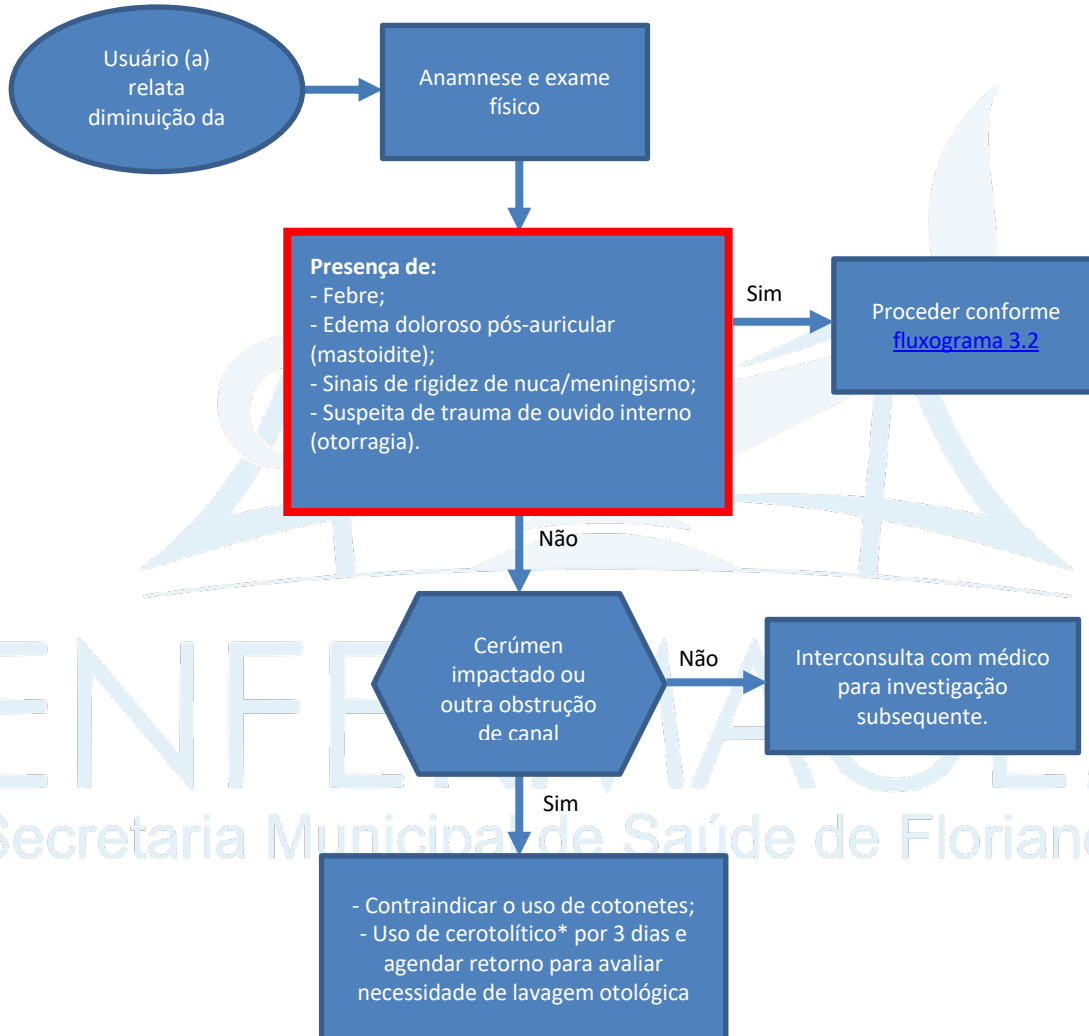 Usuário (a)
relata
diminuição da
Anamnese e exame
físico
Presença de:
- Febre;
- Edema doloroso pós-auricular
(mastoidite);
- Sinais de rigidez de nuca/meningismo;
- Suspeita de trauma de ouvido interno
(otorragia).
Sim
Proceder conforme
fluxograma 3.2
Não
Cerúmen
impactado ou
outra obstrução
de canal
Não
Interconsulta com médico
para investigação
subsequente.
Sim
- Contraindicar o uso de cotonetes;
- Uso de cerotolítico* por 3 dias e
agendar retorno para avaliar
necessidade de lavagem otológica
Secretaria Municipal de Saúde de Floriano